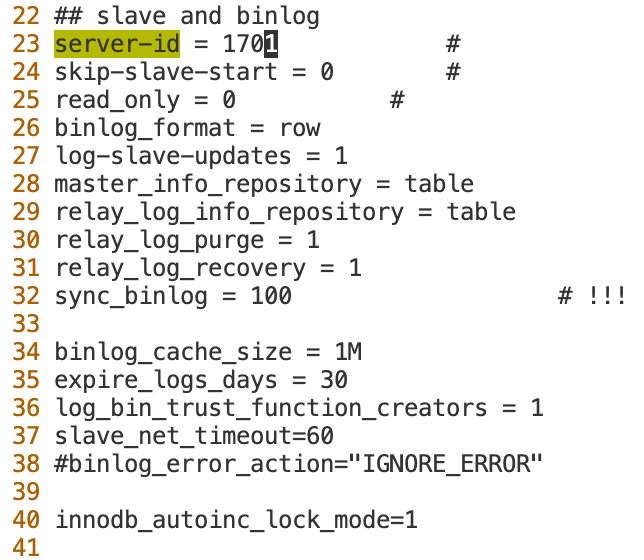 22 ## slave and binlog
23 server-id = 1701            #
24 skip-slave-start = 0        #
25 read_only = 0           #
26 binlog_format = row
27 log-slave-updates = 1
28 master_info_repository = table
29 relay_log_info_repository = table
30 relay_log_purge = 1
31 relay_log_recovery = 1
32 sync_binlog = 100                   # !!!
33
34 binlog_cache_size = 1M
35 expire_logs_days = 30
36 log_bin_trust_function_creators = 1
37 slave_net_timeout=60
38 #binlog_error_action="IGNORE_ERROR"
39
40 innodb_autoinc_lock_mode=1
41